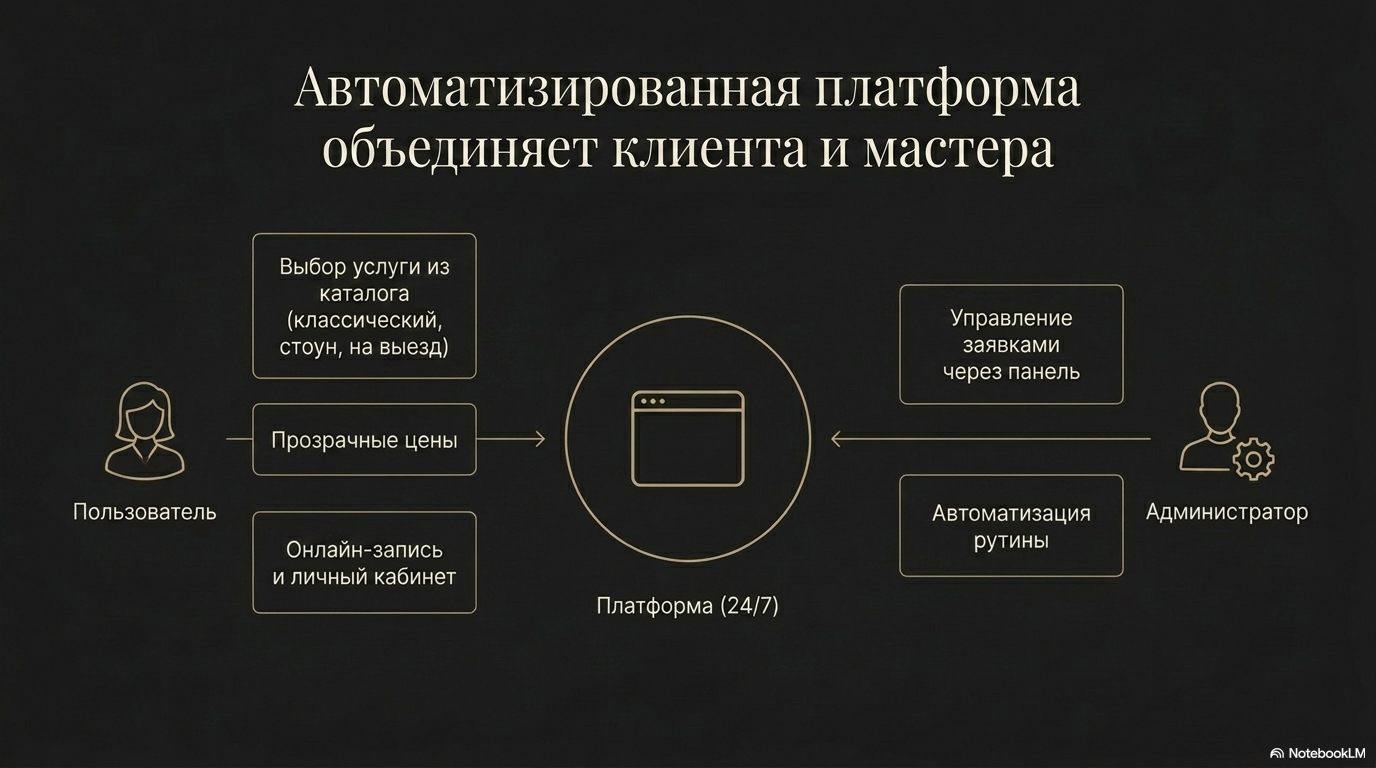 Автоматизированная платформа
объединяет клиента и мастера
Выбор услуги из
каталога
(классический,
стоун, на выезд)
Прозрачные цены
Онлайн-запись
и личный кабинет
Пользователь
Платформа (24/7)
Управление
заявками
через панель
Автоматизация
рутины
Администратор
NotebookLM